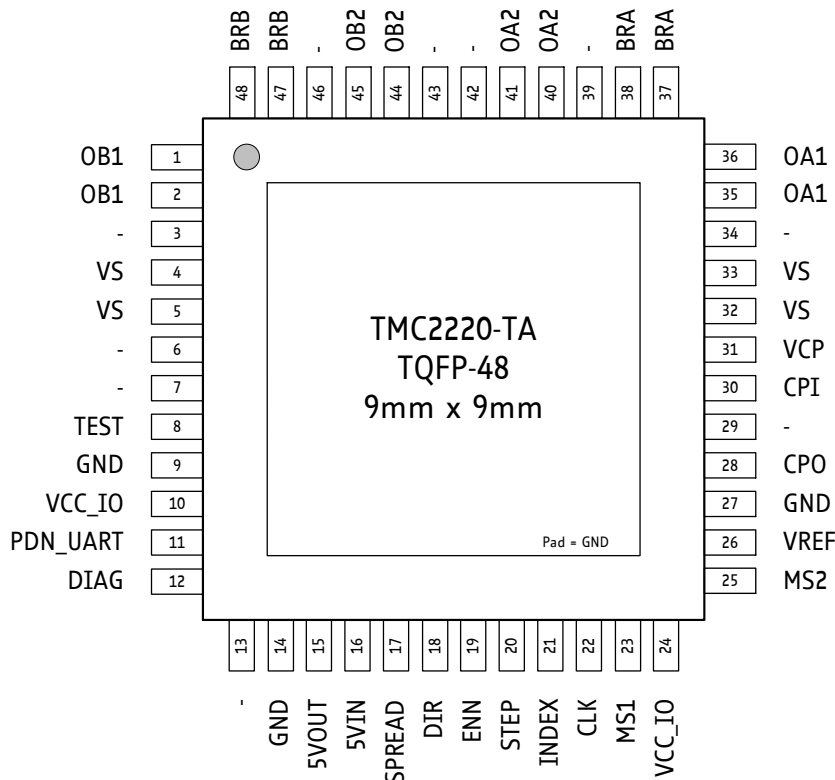 BRB BRB - OB2 OB2 - - OA2 OA2 - BRA BRA
48 47 46 45 44 43 42 41 40 39 38 37
OB1 1 36 OA1
OB1 2 35 OA1
- 3 34 -
VS 4 33 VS
VS 5 32 VS
- 6 31 VCP
- 7 30 CPI
TEST 8 29 -
GND 9 28 CPO
VCC_IO 10 27 GND
PDN_UART 11 26 VREF
DIAG 12 25 MS2
TMC2220-TA
TQFP-48
9mm x 9mm
Pad = GND
13 14 15 16 17 18 19 20 21 22 23 24
- GND 5VOUT 5VIN SPREAD DIR ENN STEP INDEX CLK MS1 VCC_IO